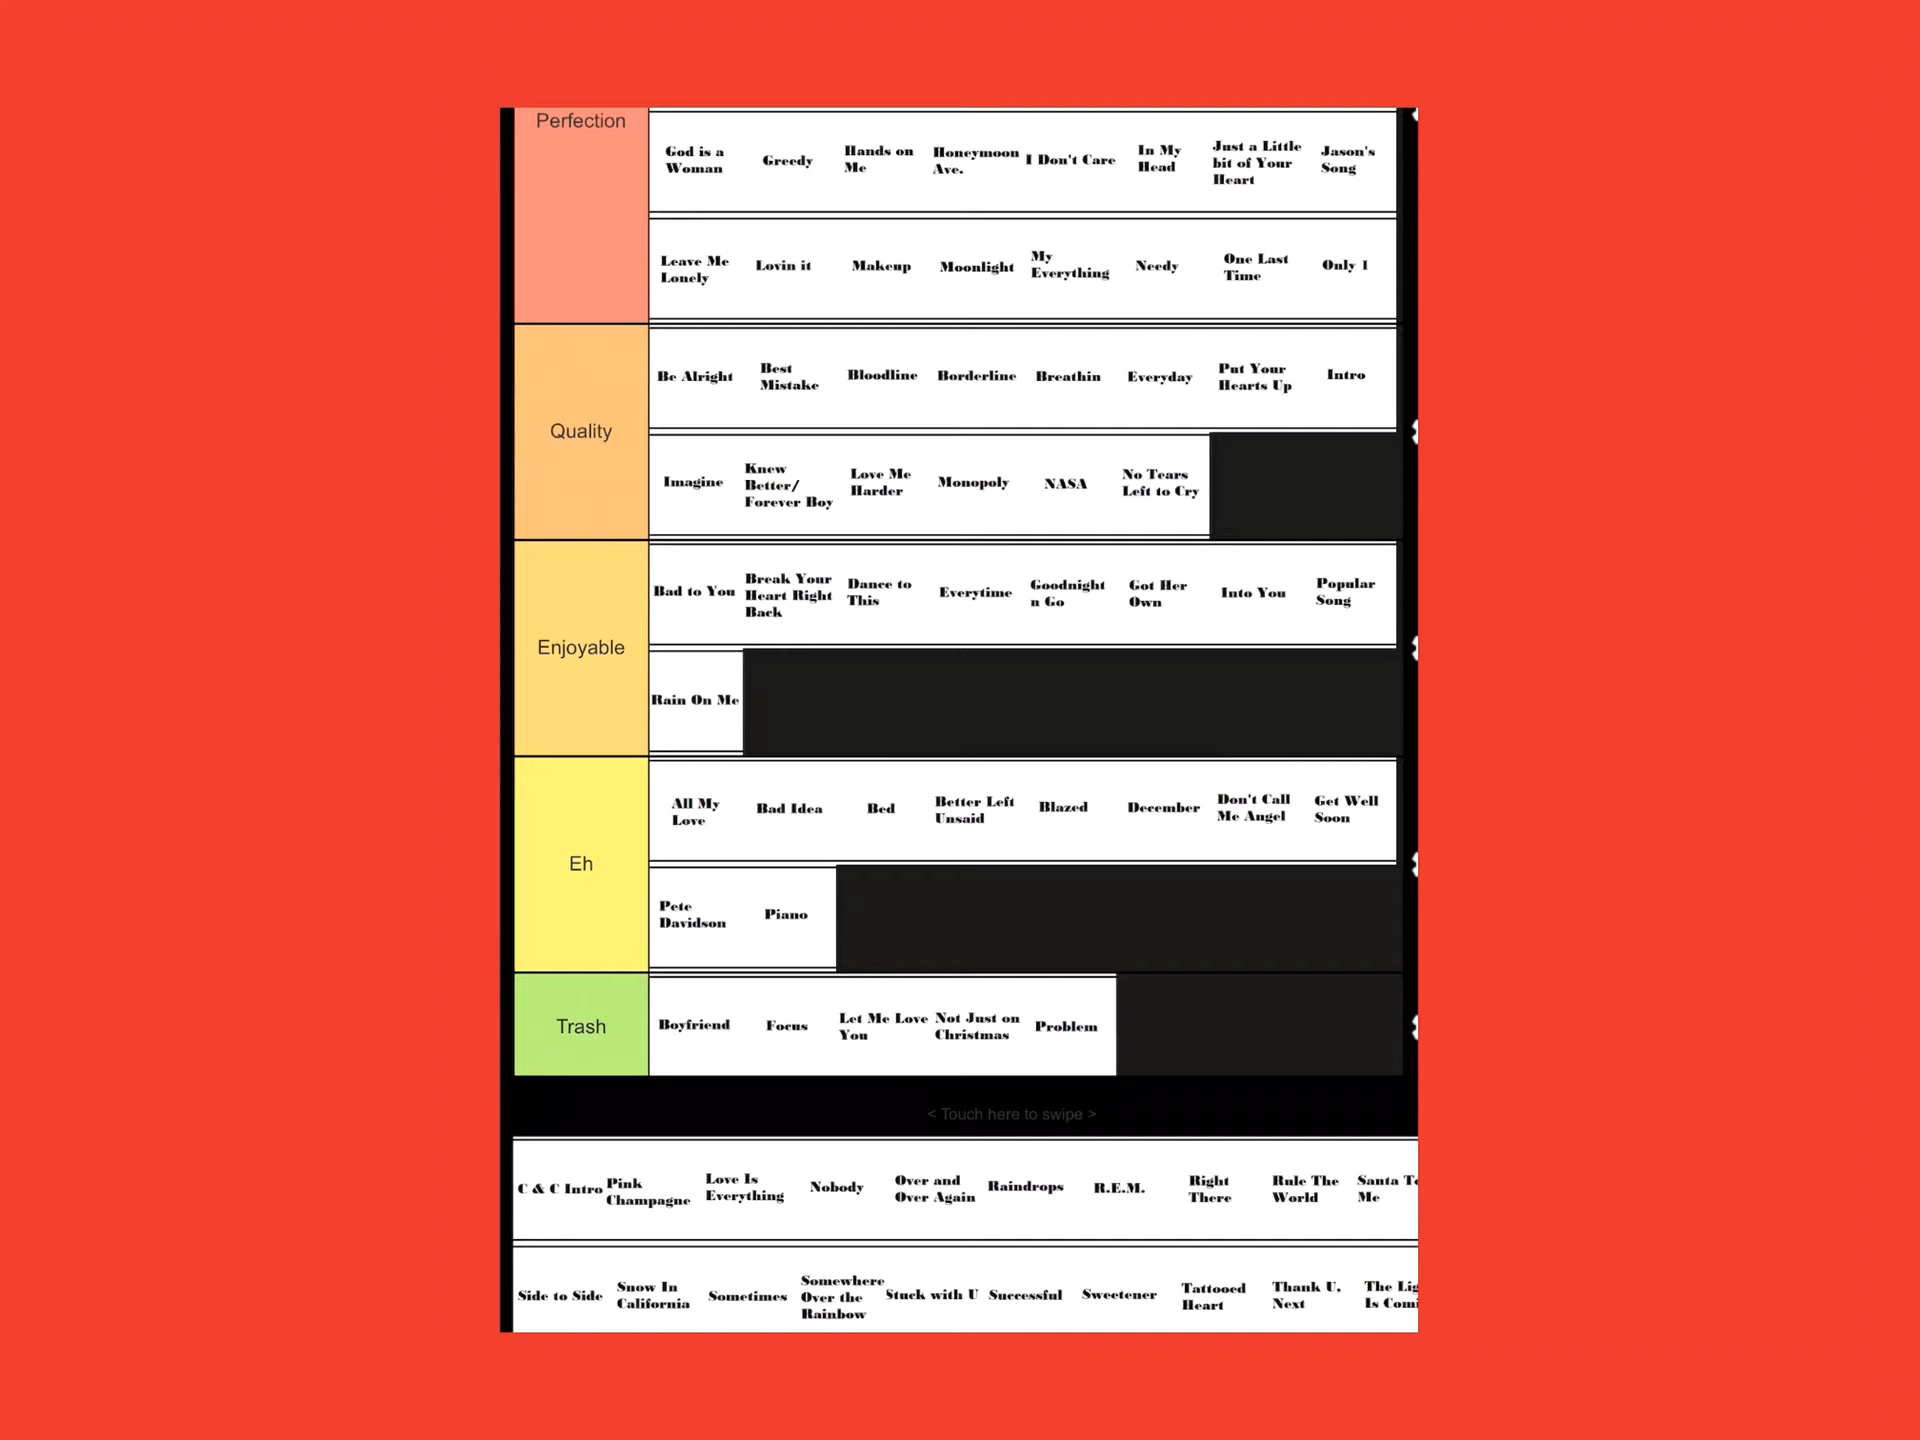 Perfection
God is a
Woman
Greedy
Hands on
Me
Honeymoon
Ave.
I Don't Care
In My
Head
Just a Little
bit of Your
Heart
Jason's
Song
Leave Me
Lonely
Lovin it
Makeup
Moonlight
My
Everything
Needy
One Last
Time
Only 1
Quality
Be Alright
Best
Mistake
Bloodline
Borderline
Breathin
Everyday
Put Your
Hearts Up
Intro
Imagine
Knew
Better/
Forever Boy
Love Me
Harder
Monopoly
NASA
No Tears
Left to Cry
Enjoyable
Bad to You
Break Your
Heart Right
Back
Dance to
This
Everytime
Goodnight
n Go
Got Her
Own
Into You
Popular
Song
Rain On Me
Eh
All My
Love
Bad Idea
Bed
Better Left
Unsaid
Blazed
December
Don't Call
Me Angel
Get Well
Soon
Pete
Davidson
Piano
Trash
Boyfriend
Focus
Let Me Love
You
Not Just on
Christmas
Problem
< Touch here to swipe >
C & C Intro
Pink
Champagne
Love Is
Everything
Nobody
Over and
Over Again
Raindrops
R.E.M.
Right
There
Rule The
World
Santa
Me
Side to Side
Snow In
California
Sometimes
Somewhere
Over the
Rainbow
Stuck with U
Successful
Sweetener
Tattooed
Heart
Thank U,
Next
The
Is